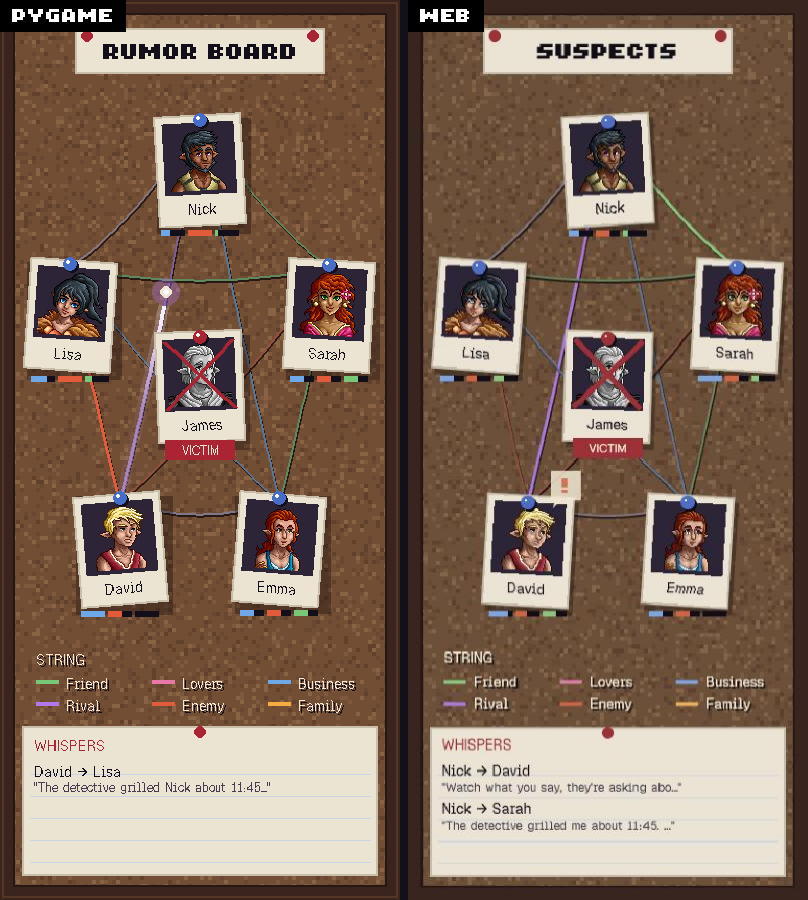 PYGAME
RUMOR BOARD
Nick
Lisa
Sarah
James
VICTIM
David
Emma
STRING
Friend
Lovers
Business
Rival
Enemy
Family
WHISPERS
David → Lisa
"The detective grilled Nick about 11:45…"
WEB
SUSPECTS
Nick
Lisa
Sarah
James
VICTIM
!
David
Emma
STRING
Friend
Lovers
Business
Rival
Enemy
Family
WHISPERS
Nick → David
"Watch what you say, they're asking abo…"
Nick → Sarah
"The detective grilled me about 11:45. …"